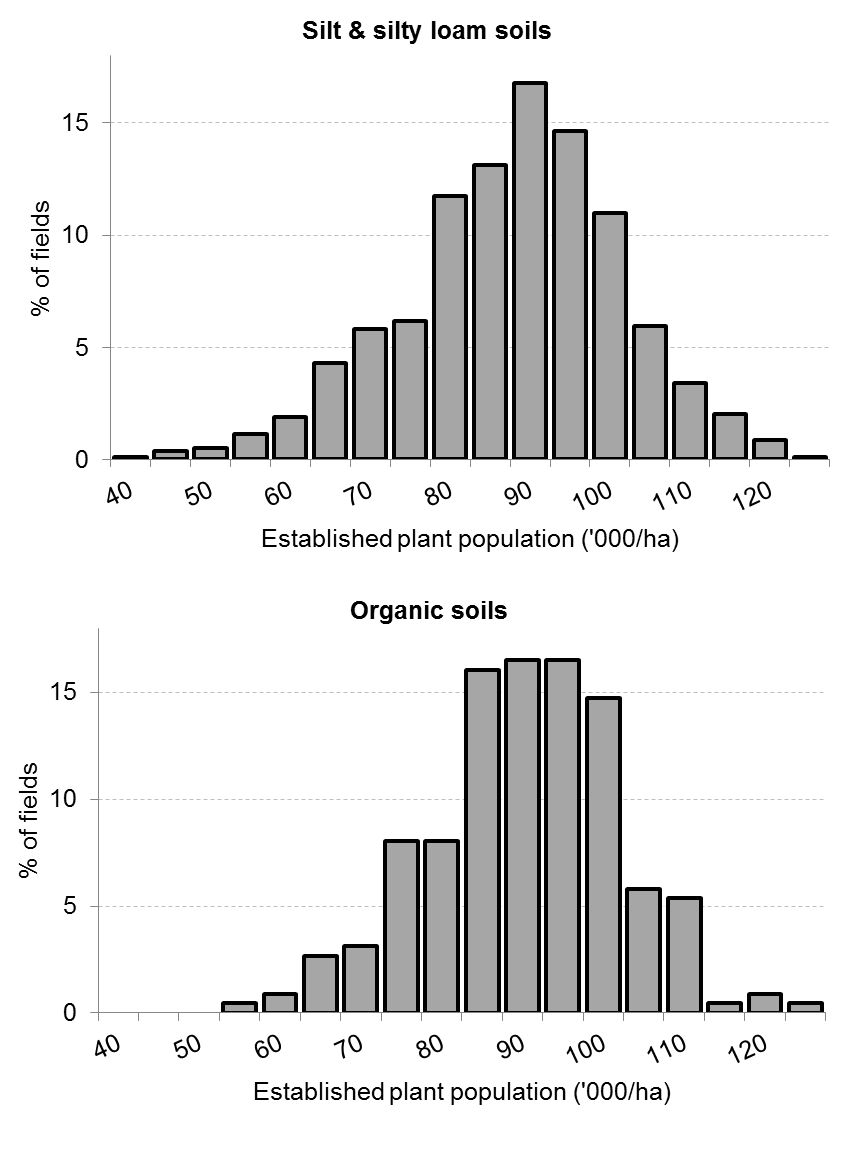 Silt & silty loam soils
15
10
5
0
% of fields
40 50 60 70 80 90 100 110 120
Established plant population ('000/ha)
Organic soils
15
10
5
0
% of fields
40 50 60 70 80 90 100 110 120
Established plant population ('000/ha)